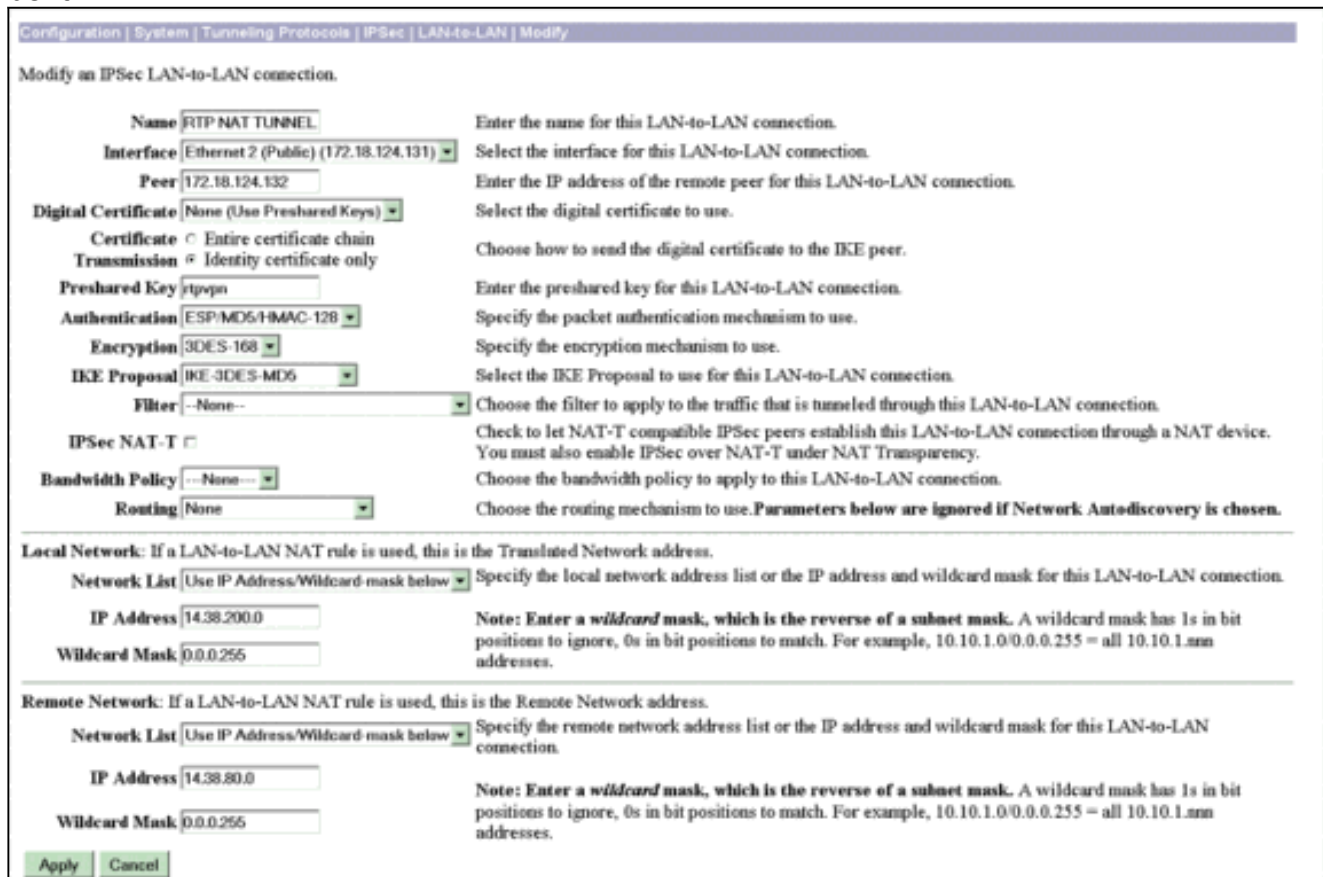 Configuration | System | Tunneling Protocols | IPSec | LAN-to-LAN | Modify
Modify an IPSec LAN-to-LAN connection.
Name RTP NAT TUNNEL Enter the name for this LAN-to-LAN connection.
Interface Ethernet 2 (Public) (172.18.124.131) Select the interface for this LAN-to-LAN connection.
Peer 172.18.124.132 Enter the IP address of the remote peer for this LAN-to-LAN connection.
Digital Certificate None (Use Preshared Keys) Select the digital certificate to use.
Certificate Transmission Entire certificate chain
Identity certificate only
Choose how to send the digital certificate to the IKE peer.
Preshared Key rtpvpn Enter the preshared key for this LAN-to-LAN connection.
Authentication ESP/MD5/HMAC-128 Specify the packet authentication mechanism to use.
Encryption 3DES-168 Specify the encryption mechanism to use.
IKE Proposal IKE-3DES-MD5 Select the IKE Proposal to use for this LAN-to-LAN connection.
Filter --None-- Choose the filter to apply to the traffic that is tunneled through this LAN-to-LAN connection.
IPSec NAT-T Check to let NAT-T compatible IPSec peers establish this LAN-to-LAN connection through a NAT device.
You must also enable IPSec over NAT-T under NAT Transparency.
Bandwidth Policy ---None--- Choose the bandwidth policy to apply to this LAN-to-LAN connection.
Routing None Choose the routing mechanism to use. Parameters below are ignored if Network Autodiscovery is chosen.
Local Network: If a LAN-to-LAN NAT rule is used, this is the Translated Network address.
Network List Use IP Address/Wildcard-mask below Specify the local network address list or the IP address and wildcard mask for this LAN-to-LAN connection.
IP Address 14.38.200.0
Wildcard Mask 0.0.0.255
Note: Enter a wildcard mask, which is the reverse of a subnet mask. A wildcard mask has 1s in bit
positions to ignore, 0s in bit positions to match. For example, 10.10.1.0/0.0.0.255 = all 10.10.1.nnn
addresses.
Remote Network: If a LAN-to-LAN NAT rule is used, this is the Remote Network address.
Network List Use IP Address/Wildcard-mask below Specify the remote network address list or the IP address and wildcard mask for this LAN-to-LAN
connection.
IP Address 14.38.80.0
Wildcard Mask 0.0.0.255
Note: Enter a wildcard mask, which is the reverse of a subnet mask. A wildcard mask has 1s in bit
positions to ignore, 0s in bit positions to match. For example, 10.10.1.0/0.0.0.255 = all 10.10.1.nnn
addresses.
Apply Cancel